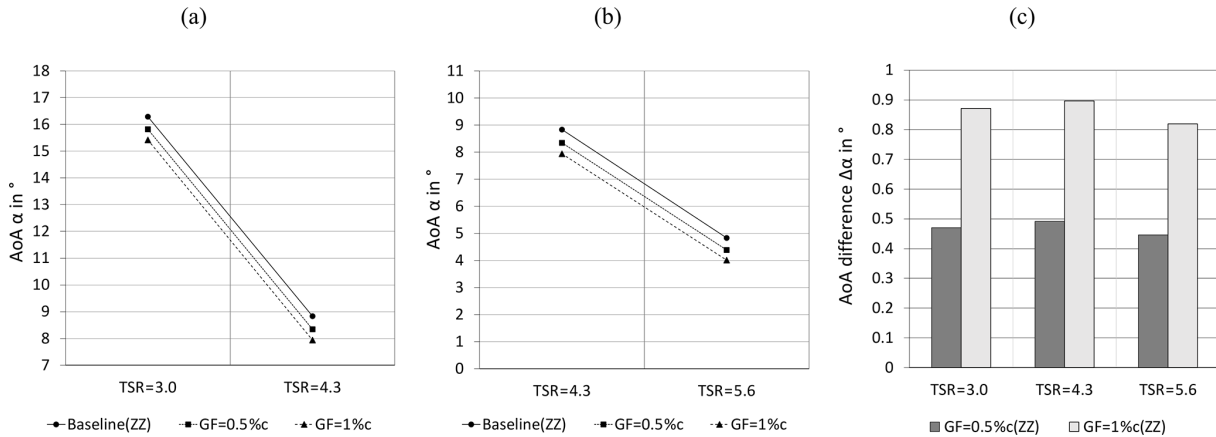 (a)
(b)
(c)
AoA α in °
18
17
16
15
14
13
12
11
10
9
8
7
TSR=3.0
TSR=4.3
Baseline(ZZ)
GF=0.5%c
GF=1%c
AoA α in °
11
10
9
8
7
6
5
4
3
2
1
0
TSR=4.3
TSR=5.6
Baseline(ZZ)
GF=0.5%c
GF=1%c
AoA difference Δα in °
1
0.9
0.8
0.7
0.6
0.5
0.4
0.3
0.2
0.1
0
TSR=3.0
TSR=4.3
TSR=5.6
GF=0.5%c(ZZ)
GF=1%c(ZZ)